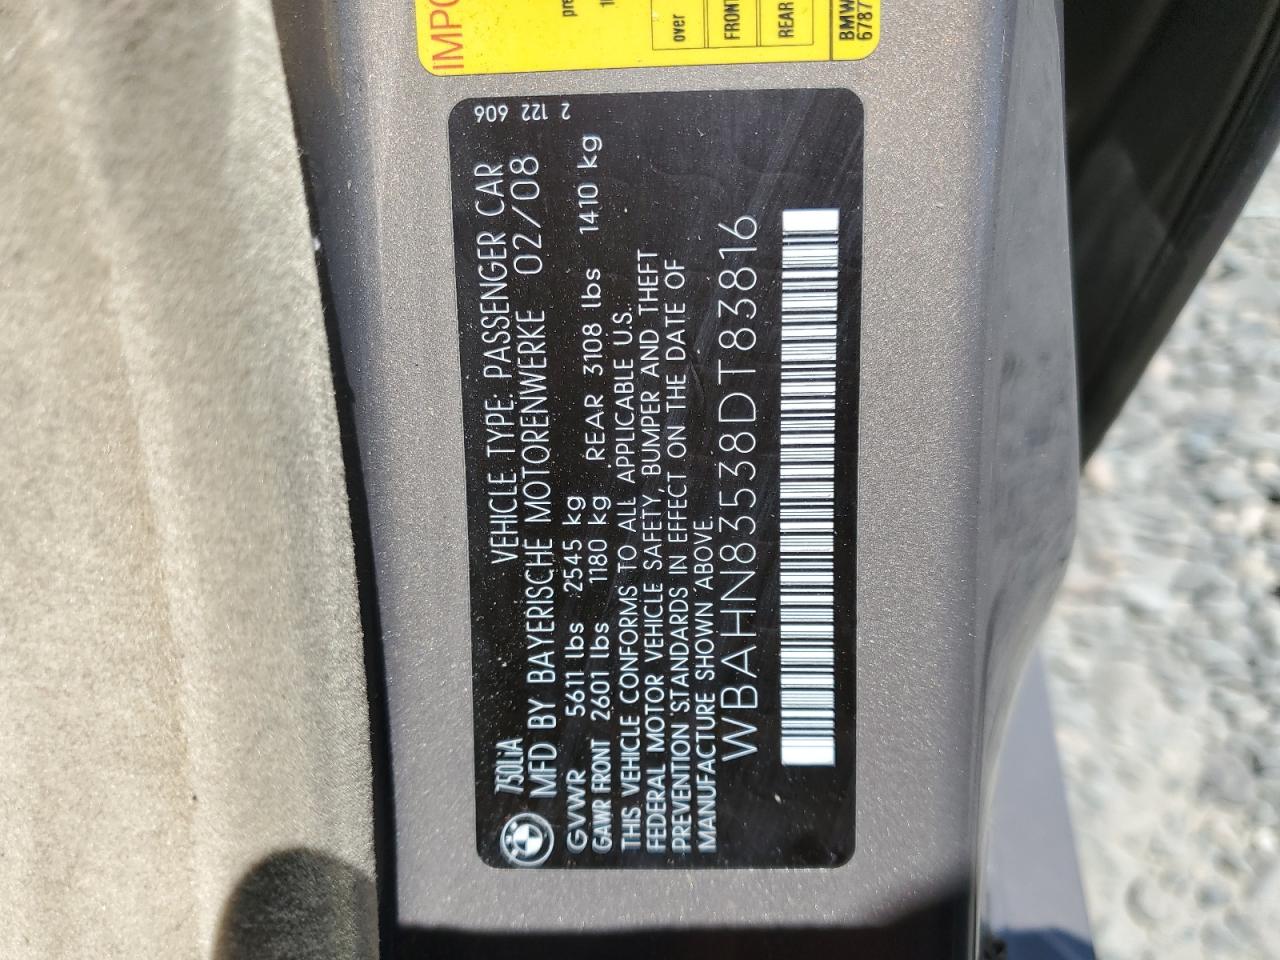 IMPO
over
FRONT
REAR
BMW
6787
750LiA VEHICLE TYPE: PASSENGER CAR
MFD BY BAYERISCHE MOTORENWERKE 02/08
GVWR 5611 lbs 2545 kg
GAWR FRONT 2601 lbs 1180 kg REAR 3108 lbs 1410 kg
THIS VEHICLE CONFORMS TO ALL APPLICABLE U.S.
FEDERAL MOTOR VEHICLE SAFETY, BUMPER AND THEFT
PREVENTION STANDARDS IN EFFECT ON THE DATE OF
MANUFACTURE SHOWN ABOVE.
WBAHN83538DT83816
2 122 606